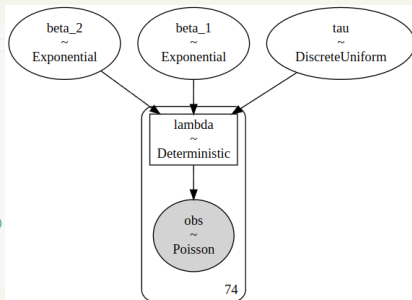 beta_2
~
Exponential
beta_1
~
Exponential
tau
~
DiscreteUniform
lambda
~
Deterministic
obs
~
Poisson
74